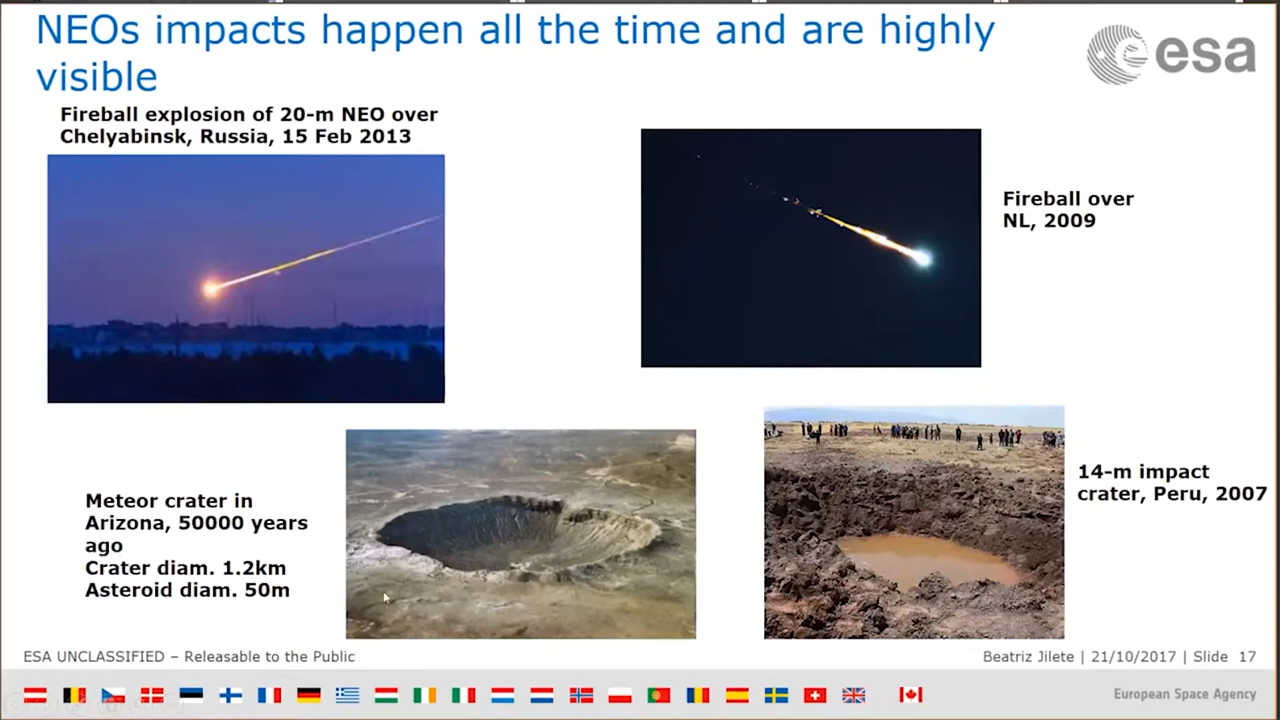 NEOs impacts happen all the time and are highly
visible
esa
Fireball explosion of 20-m NEO over
Chelyabinsk, Russia, 15 Feb 2013
Fireball over
NL, 2009
Meteor crater in
Arizona, 50000 years
ago
Crater diam. 1.2km
Asteroid diam. 50m
14-m impact
crater, Peru, 2007
ESA UNCLASSIFIED – Releasable to the Public
Beatriz Jilete | 21/10/2017 | Slide 17
European Space Agency